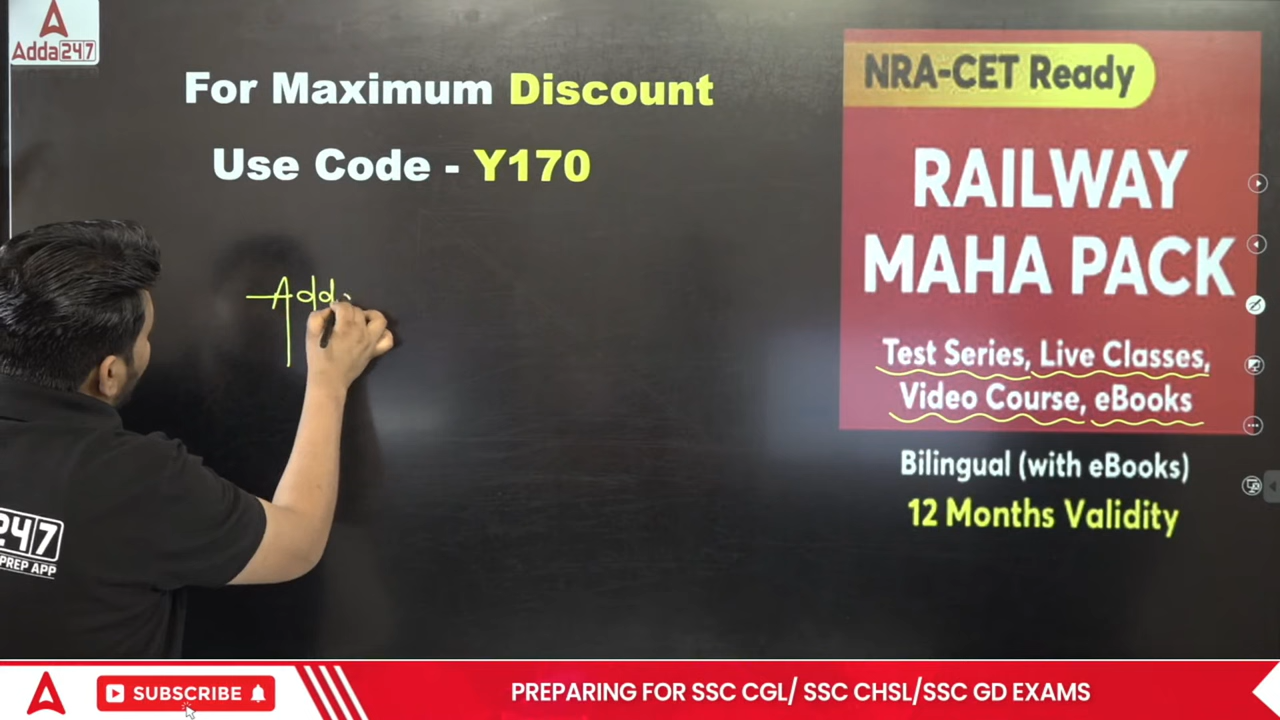 Adda247
For Maximum Discount
Use Code - Y170
NRA-CET Ready
RAILWAY
MAHA PACK
Test Series, Live Classes,
Video Course, eBooks
Bilingual (with eBooks)
12 Months Validity
Add
247
PREP APP
SUBSCRIBE
PREPARING FOR SSC CGL/ SSC CHSL/SSC GD EXAMS